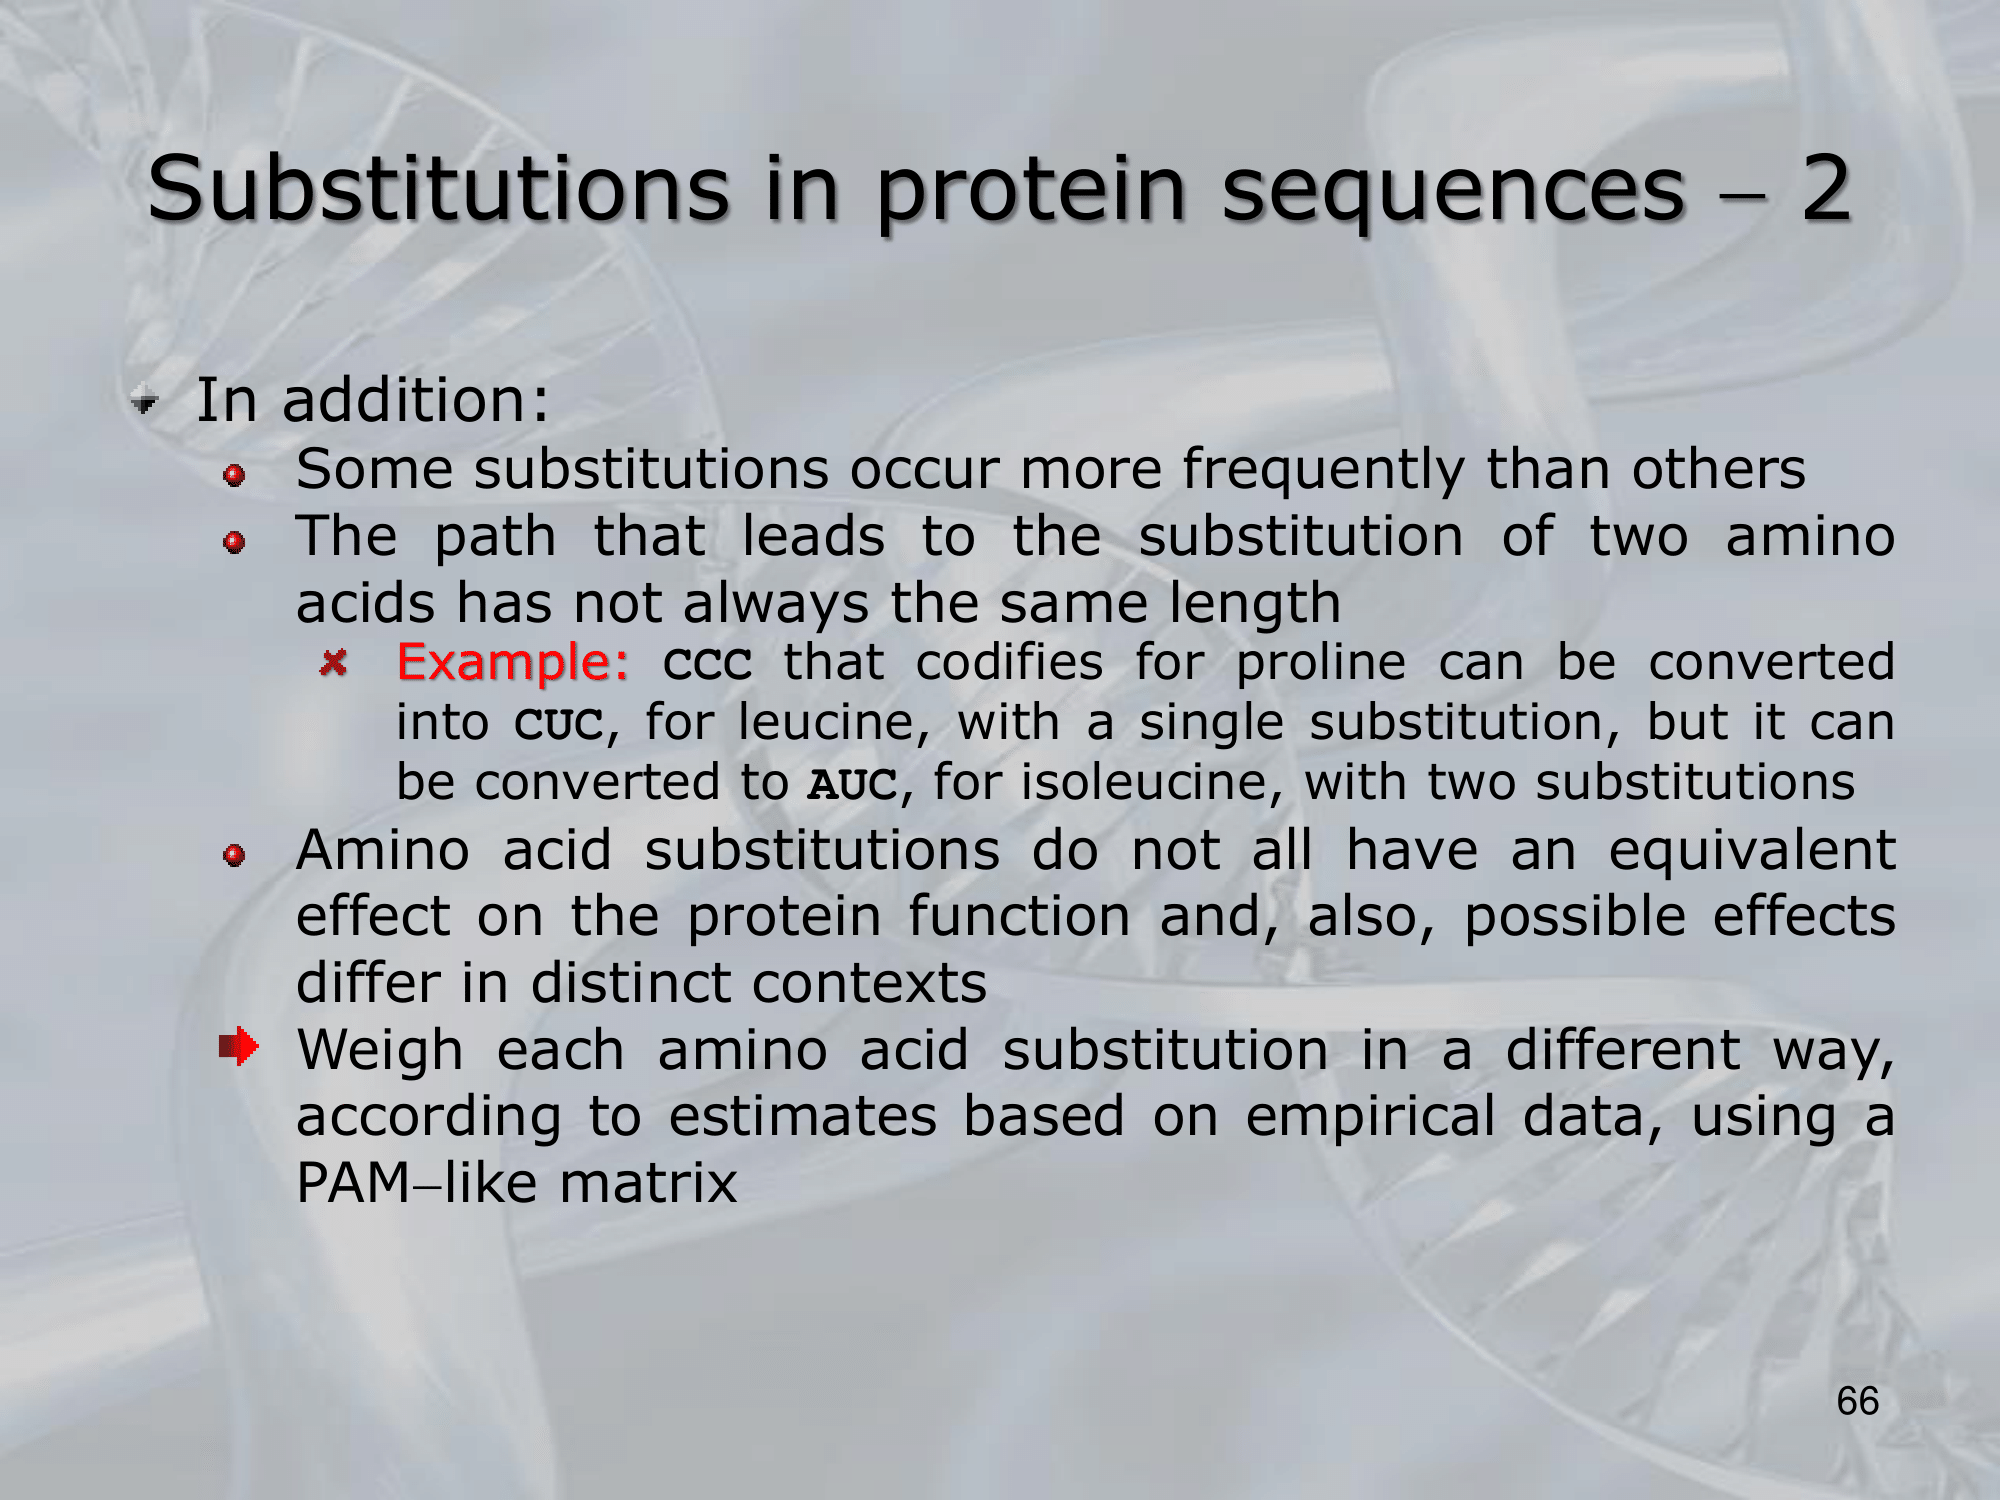 Substitutions in protein sequences – 2
In addition:
Some substitutions occur more frequently than others
The path that leads to the substitution of two amino
acids has not always the same length
Example: CCC that codifies for proline can be converted
into CUC, for leucine, with a single substitution, but it can
be converted to AUC, for isoleucine, with two substitutions
Amino acid substitutions do not all have an equivalent
effect on the protein function and, also, possible effects
differ in distinct contexts
Weigh each amino acid substitution in a different way,
according to estimates based on empirical data, using a
PAM–like matrix
66